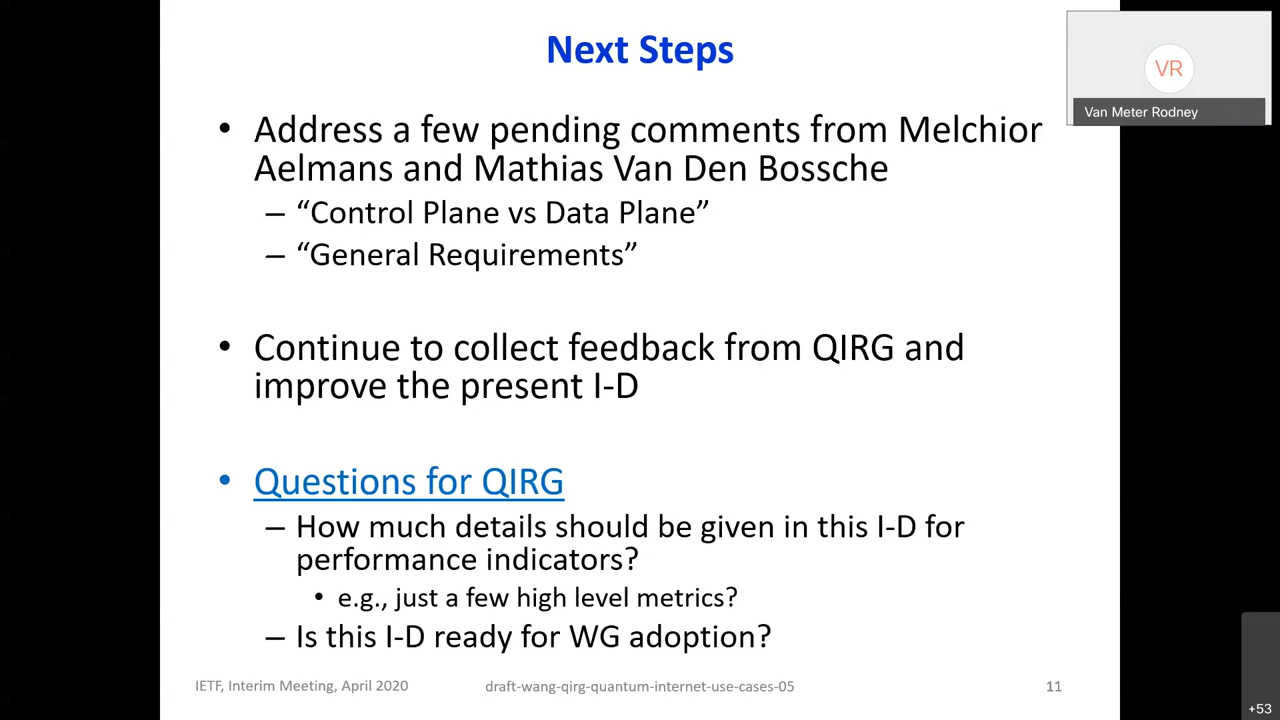 Next Steps
• Address a few pending comments from Melchior
Aelmans and Mathias Van Den Bossche
– “Control Plane vs Data Plane”
– “General Requirements”
• Continue to collect feedback from QIRG and
improve the present I-D
• Questions for QIRG
– How much details should be given in this I-D for
performance indicators?
• e.g., just a few high level metrics?
– Is this I-D ready for WG adoption?
IETF, Interim Meeting, April 2020
draft-wang-qirg-quantum-internet-use-cases-05
11
VR
Van Meter Rodney
+53